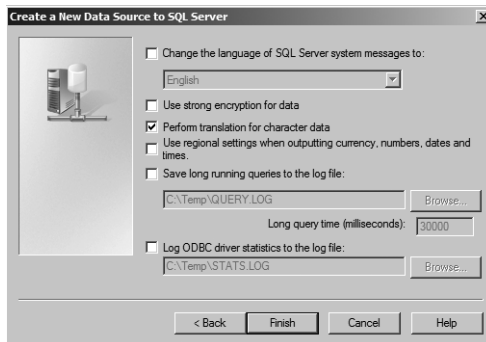 Create a New Data Source to SQL Server
Change the language of SQL Server system messages to:
English
Use strong encryption for data
Perform translation for character data
Use regional settings when outputting currency, numbers, dates and
times.
Save long running queries to the log file:
C:\Temp\QUERY.LOG
Browse...
Long query time (milliseconds):
30000
Log ODBC driver statistics to the log file:
C:\Temp\STATS.LOG
Browse...
< Back
Finish
Cancel
Help